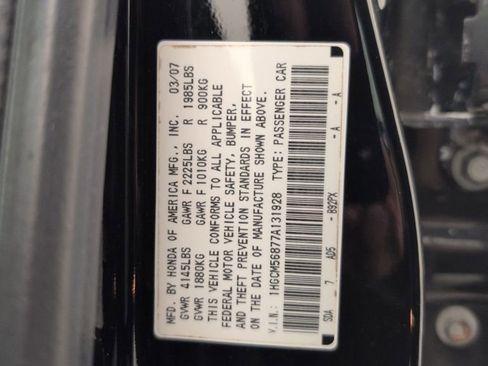 MFD. BY HONDA OF AMERICA MFG., INC. 03/07
GVWR 4145LBS GAWR F 2225LBS R 1985LBS
GVWR 1880KG GAWR F 1010KG R 900KG
THIS VEHICLE CONFORMS TO ALL APPLICABLE
FEDERAL MOTOR VEHICLE SAFETY, BUMPER,
AND THEFT PREVENTION STANDARDS IN EFFECT
ON THE DATE OF MANUFACTURE SHOWN ABOVE.
V.I.N.: 1HGCM56877A131928 TYPE: PASSENGER CAR
SDA 7 AD5 - B92PX - A - A